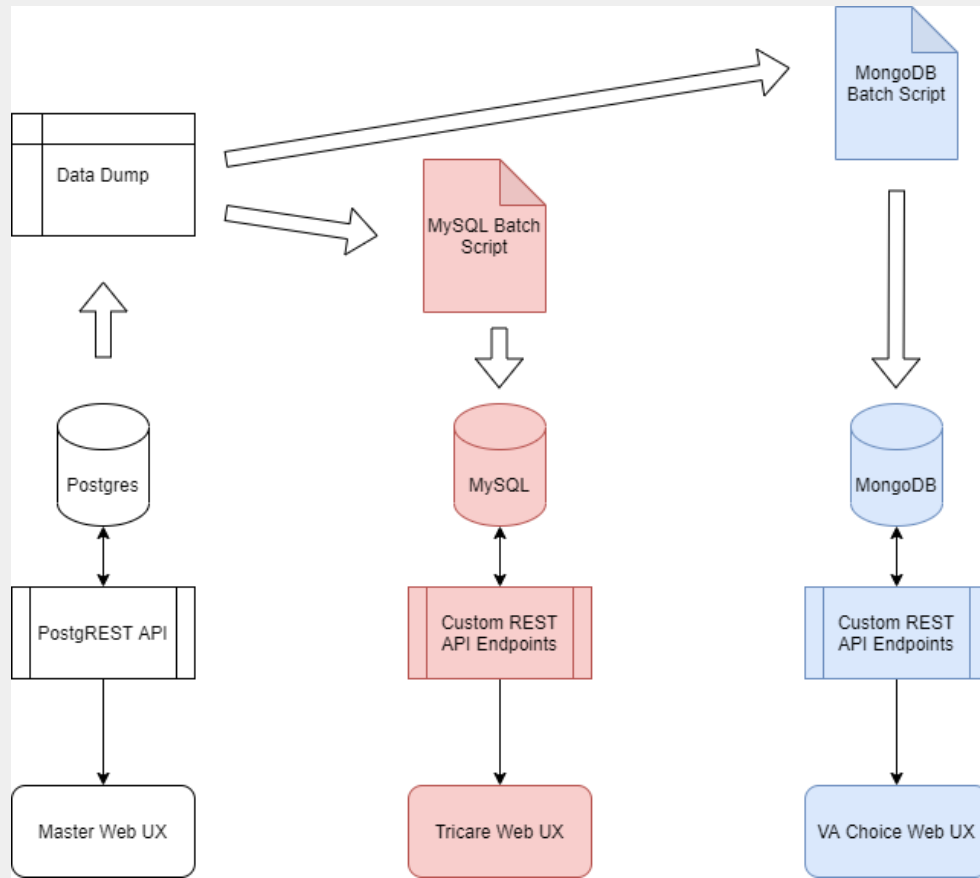 MongoDB
Batch Script
Data Dump
MySQL Batch
Script
Postgres
MySQL
MongoDB
PostgREST API
Custom REST
API Endpoints
Custom REST
API Endpoints
Master Web UX
Tricare Web UX
VA Choice Web UX